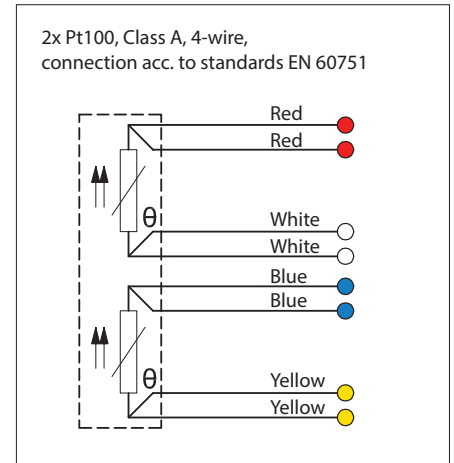 2x Pt100, Class A, 4-wire,
connection acc. to standards EN 60751
Red
Red
θ
White
White
Blue
Blue
θ
Yellow
Yellow